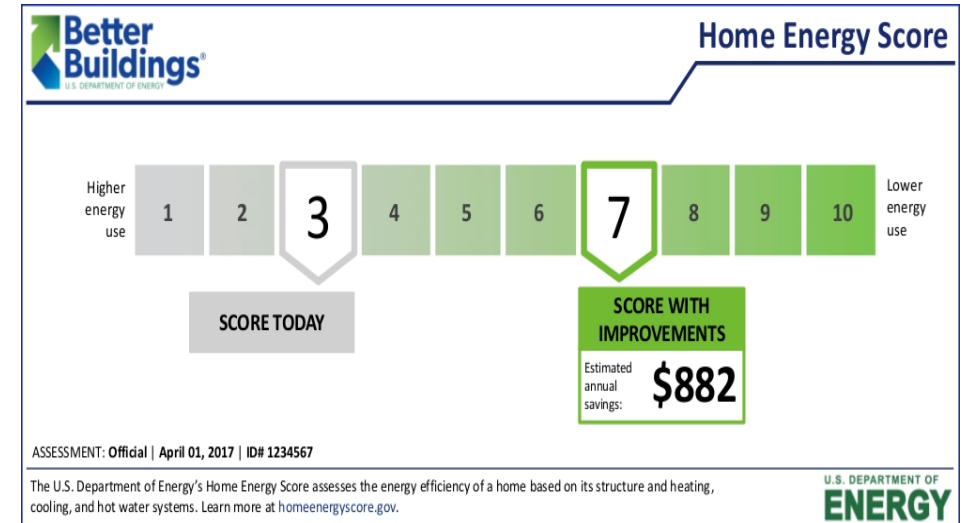 Better
Buildings®
U.S. DEPARTMENT OF ENERGY
Home Energy Score
Higher
energy
use
1 2 3 4 5 6 7 8 9 10
Lower
energy
use
SCORE TODAY
SCORE WITH
IMPROVEMENTS
Estimated
annual
savings:
$882
ASSESSMENT: Official | April 01, 2017 | ID# 1234567
The U.S. Department of Energy's Home Energy Score assesses the energy efficiency of a home based on its structure and heating,
cooling, and hot water systems. Learn more at homeenergyscore.gov.
U.S. DEPARTMENT OF
ENERGY